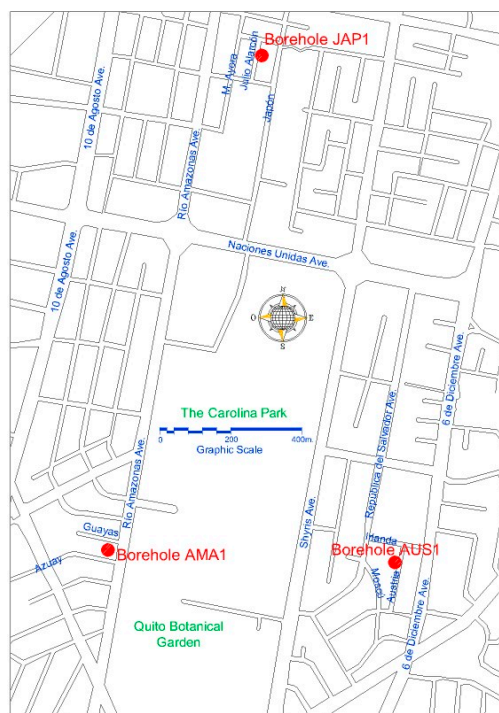 Borehole JAP1
10 de Agosto Ave.
M. Ayora
Julio Alarcón
Japón
Río Amazonas Ave.
Naciones Unidas Ave.
10 de Agosto Ave.
N
O
E
S
6 de Diciembre Ave.
República del Salvador Ave.
The Carolina Park
0
200
400m.
Graphic Scale
Río Amazonas Ave.
Shyris Ave.
Guayas
Azuay
Borehole AMA1
Irlanda
Borehole AUS1
Moscú
Austria
Quito Botanical
Garden
6 de Diciembre Ave.